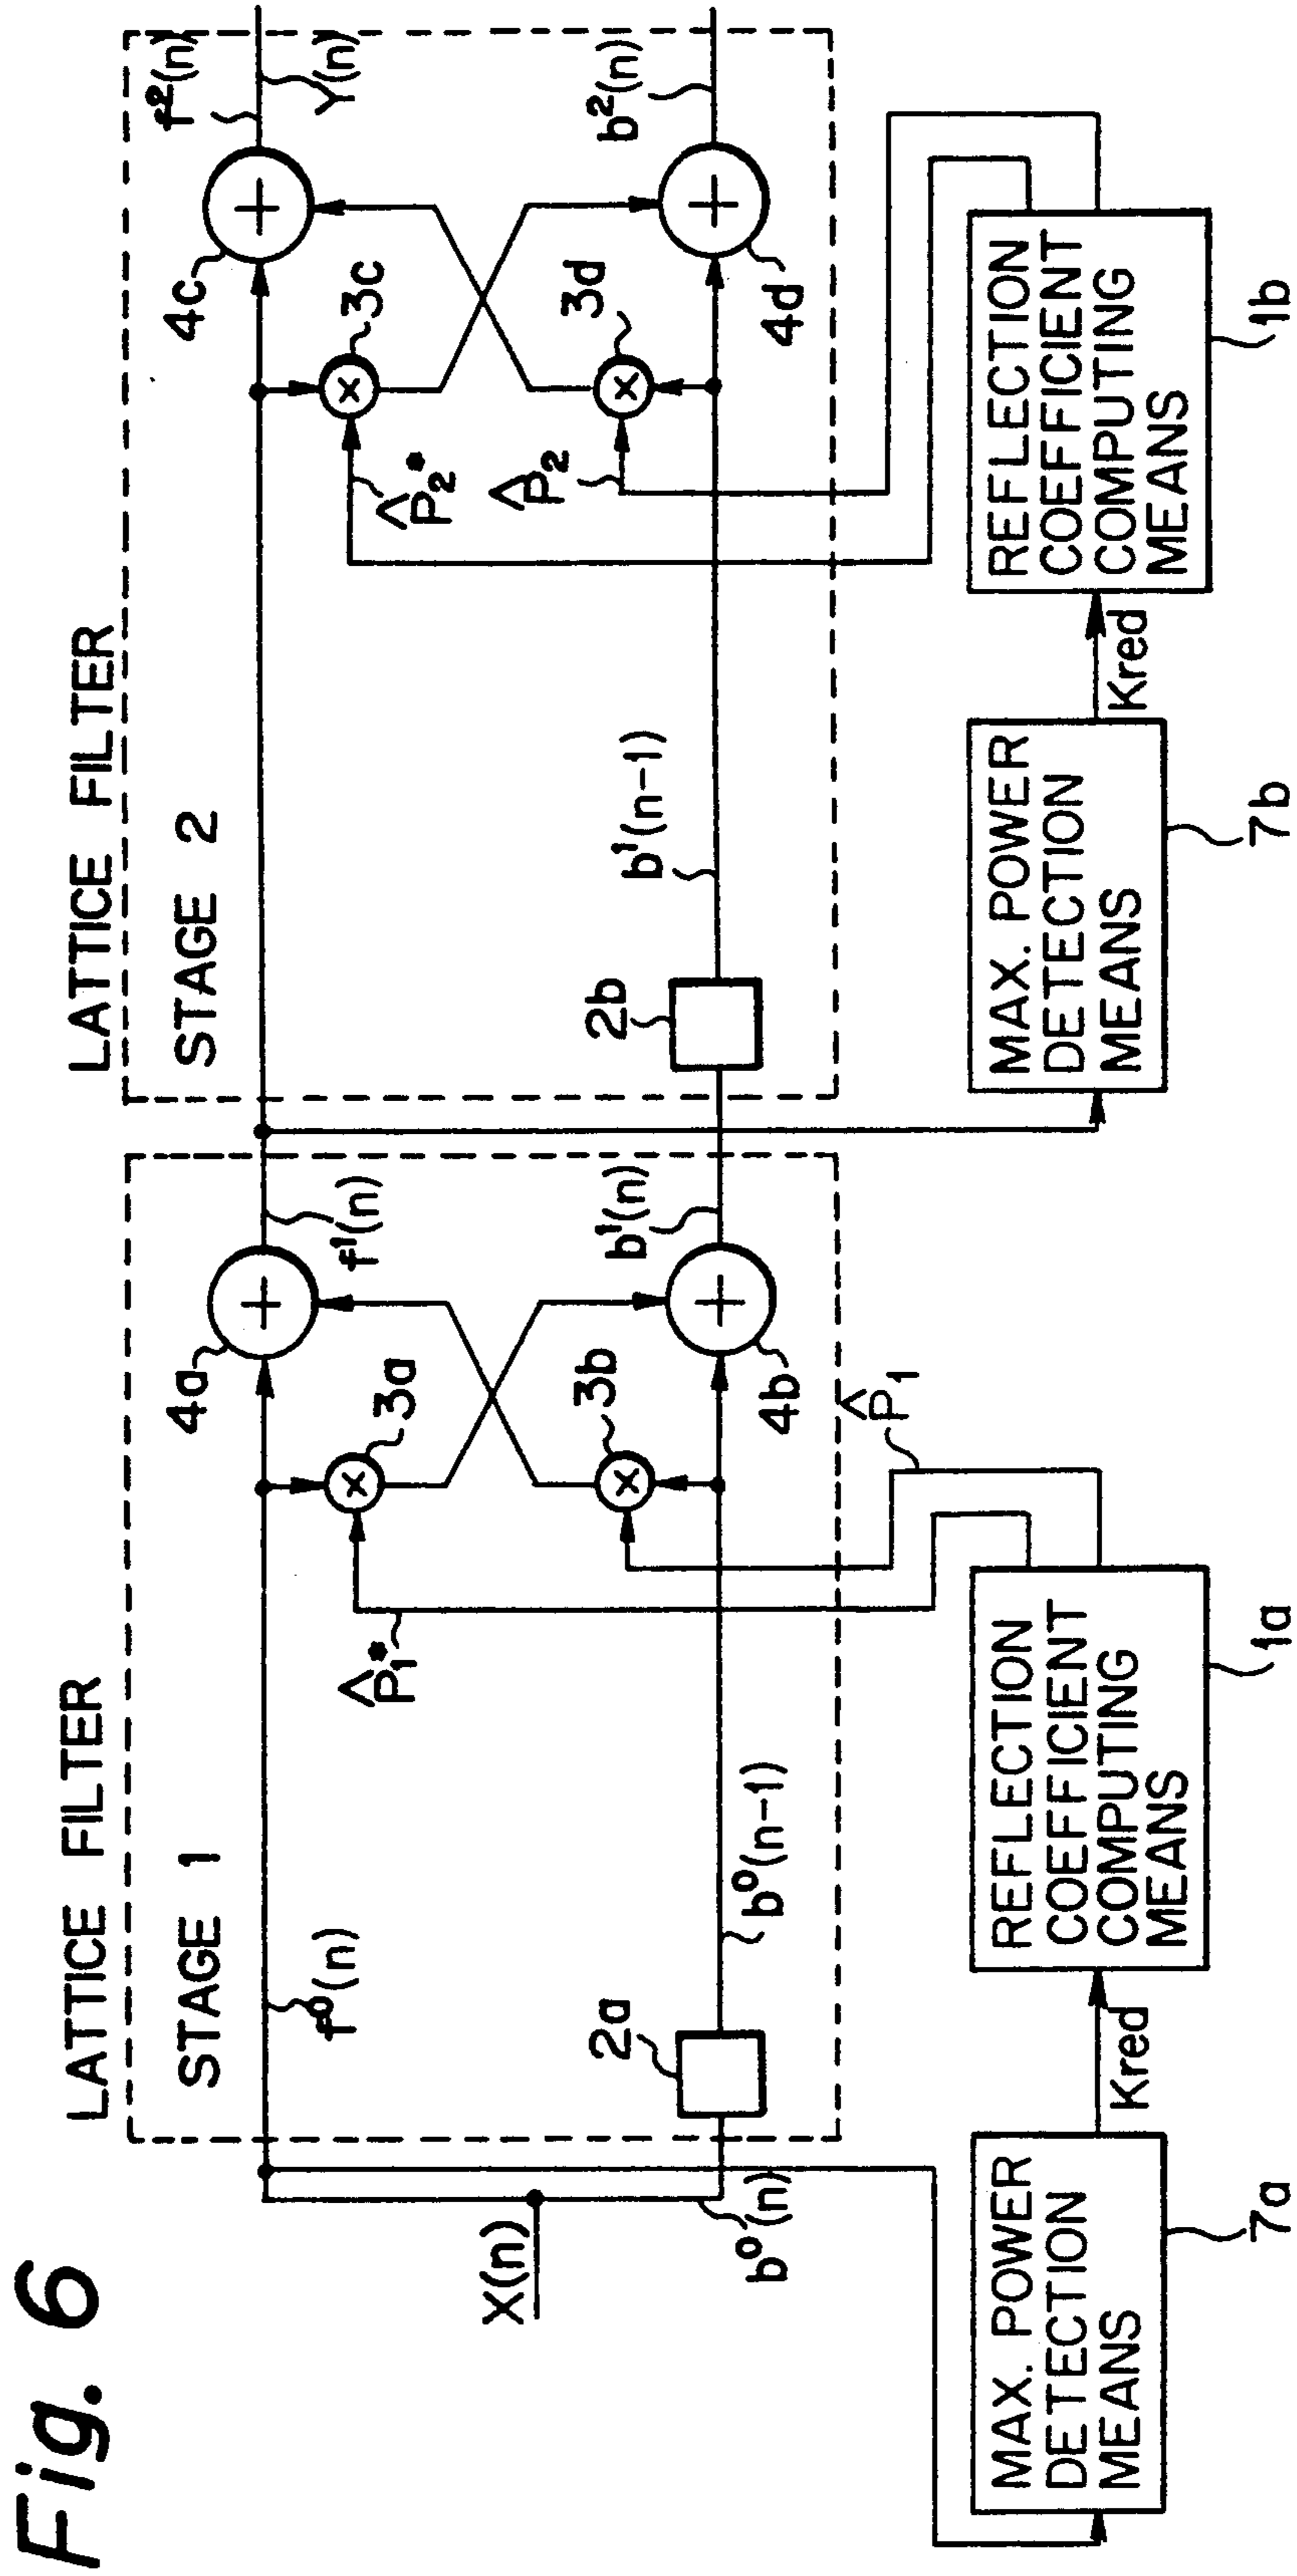 Fig. 6
LATTICE FILTER
LATTICE FILTER
STAGE 1
STAGE 2
X(n)
f⁰(n)
b⁰(n)
2a
b⁰(n-1)
P̂₁*
P̂₁
3a
3b
4a
4b
f¹(n)
b¹(n)
2b
b¹(n-1)
P̂₂*
P̂₂
3c
3d
4c
4d
f²(n)
Y(n)
b²(n)
MAX. POWER
DETECTION
MEANS
7a
Kred
REFLECTION
COEFFICIENT
COMPUTING
MEANS
1a
MAX. POWER
DETECTION
MEANS
7b
Kred
REFLECTION
COEFFICIENT
COMPUTING
MEANS
1b